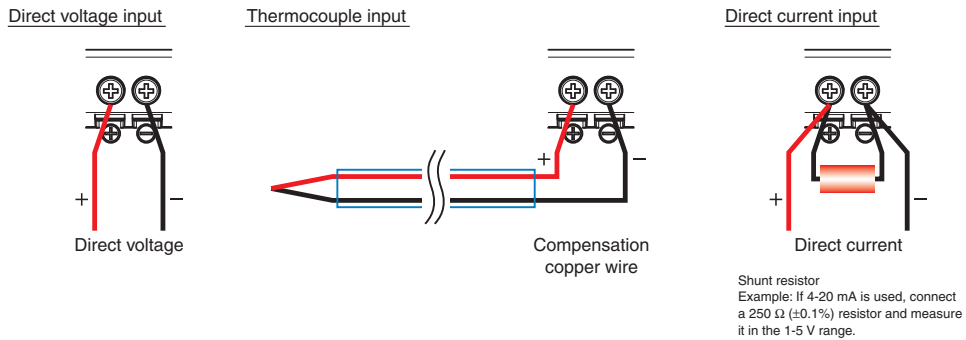 Direct voltage input
+
−
Direct voltage
Thermocouple input
+
−
Compensation
copper wire
Direct current input
+
−
Direct current
Shunt resistor
Example: If 4-20 mA is used, connect
a 250 Ω (±0.1%) resistor and measure
it in the 1-5 V range.